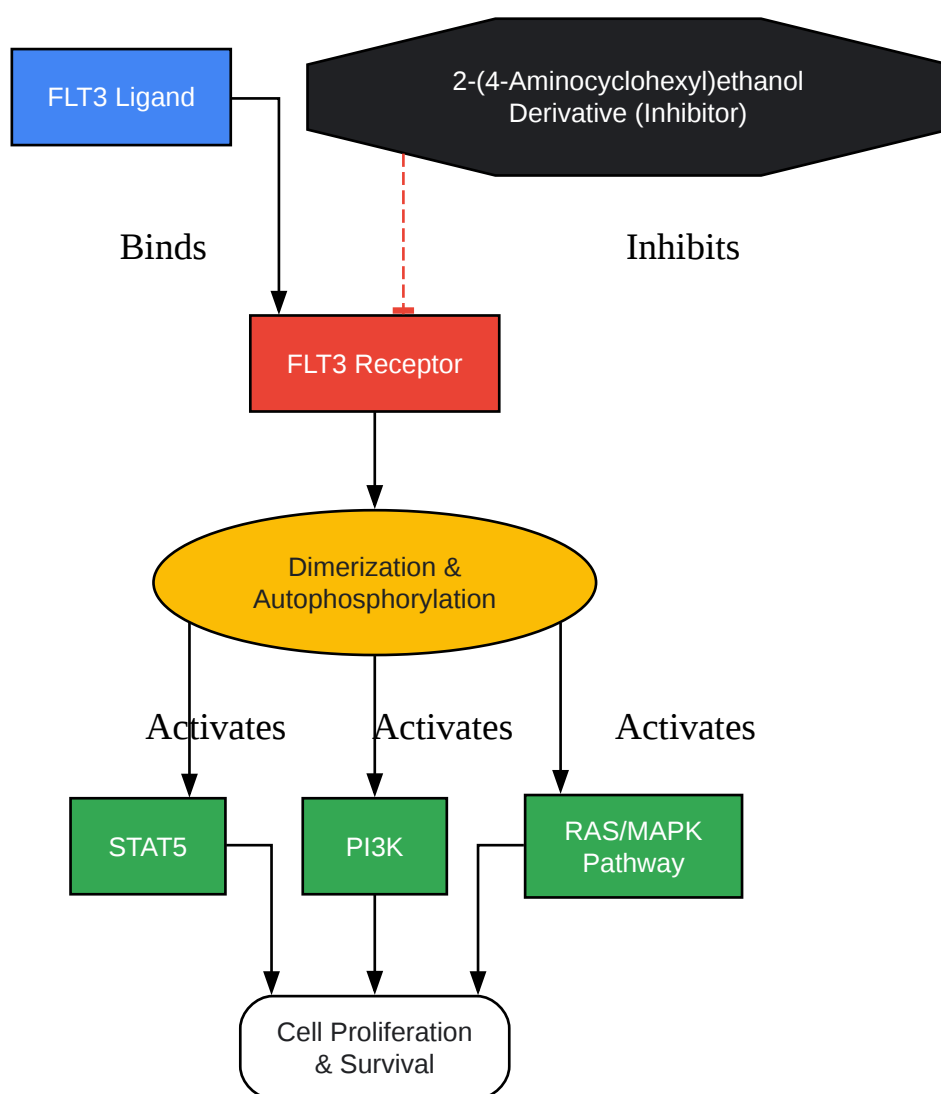 FLT3 Ligand
2-(4-Aminocyclohexyl)ethanol
Derivative (Inhibitor)
Binds
Inhibits
FLT3 Receptor
Dimerization &
Autophosphorylation
Activates
Activates
Activates
STAT5
PI3K
RAS/MAPK
Pathway
Cell Proliferation
& Survival